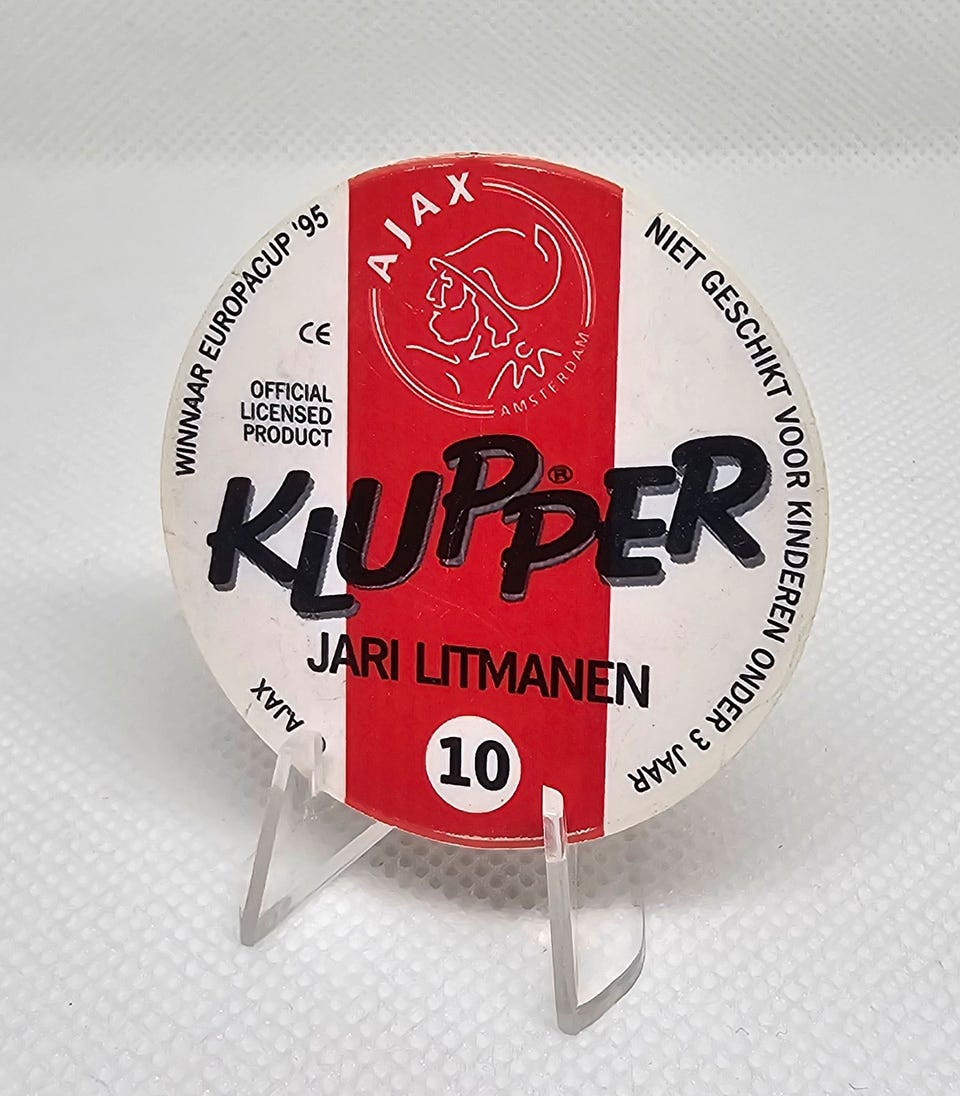 WINNAAR EUROPACUP '95
AJAX
AMSTERDAM
NIET GESCHIKT VOOR KINDEREN ONDER 3 JAAR
CE
OFFICIAL
LICENSED
PRODUCT
KLUPPER®
JARI LITMANEN
10
AJAX